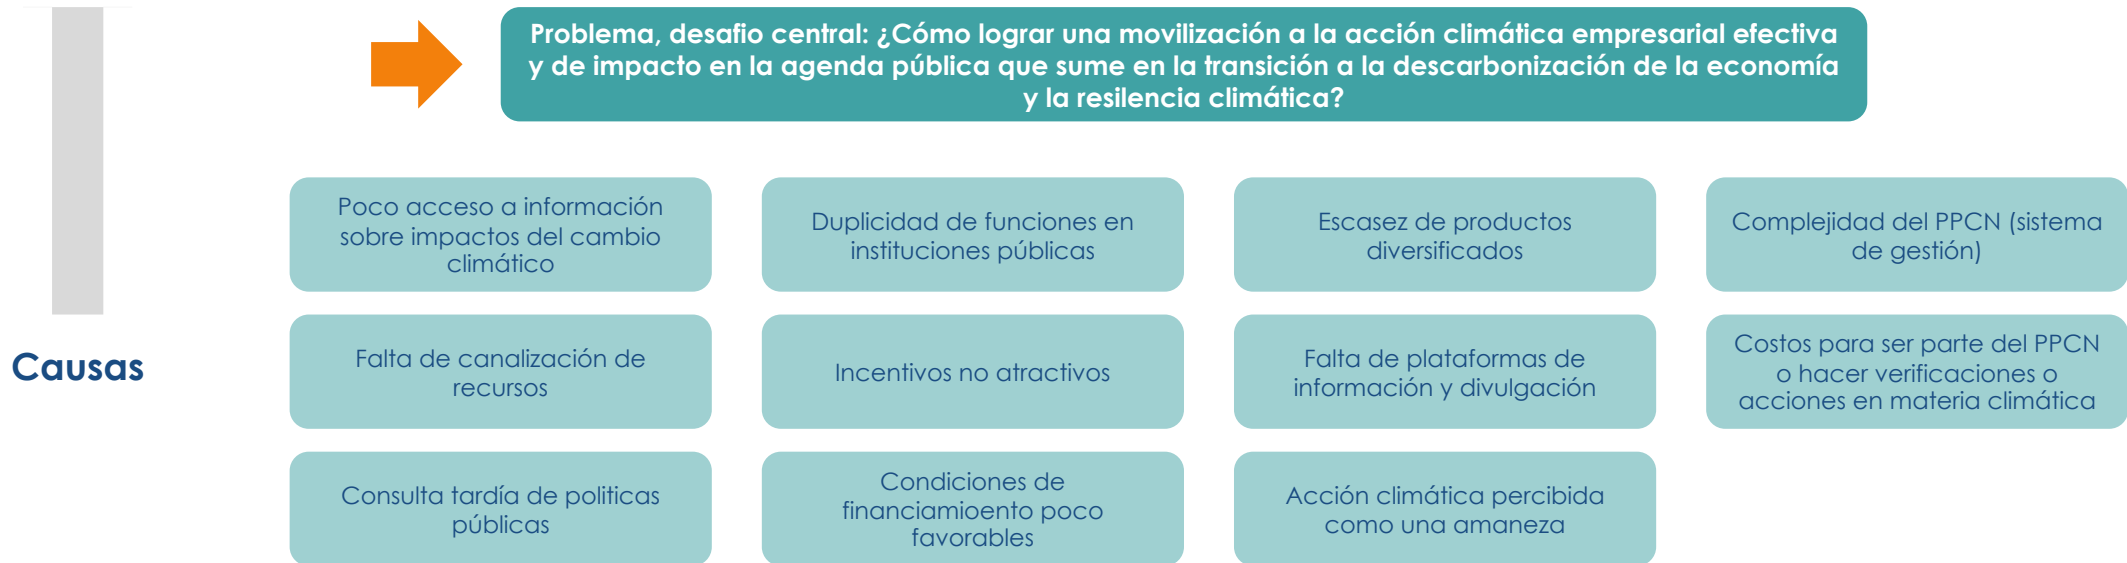 Problema, desafio central: ¿Cómo lograr una movilización a la acción climática empresarial efectiva
y de impacto en la agenda pública que sume en la transición a la descarbonización de la economía
y la resilencia climática?
Poco acceso a información
sobre impactos del cambio
climático
Duplicidad de funciones en
instituciones públicas
Escasez de productos
diversificados
Complejidad del PPCN (sistema
de gestión)
Causas
Falta de canalización de
recursos
Incentivos no atractivos
Falta de plataformas de
información y divulgación
Costos para ser parte del PPCN
o hacer verificaciones o
acciones en materia climática
Consulta tardía de politicas
públicas
Condiciones de
financiamioento poco
favorables
Acción climática percibida
como una amaneza